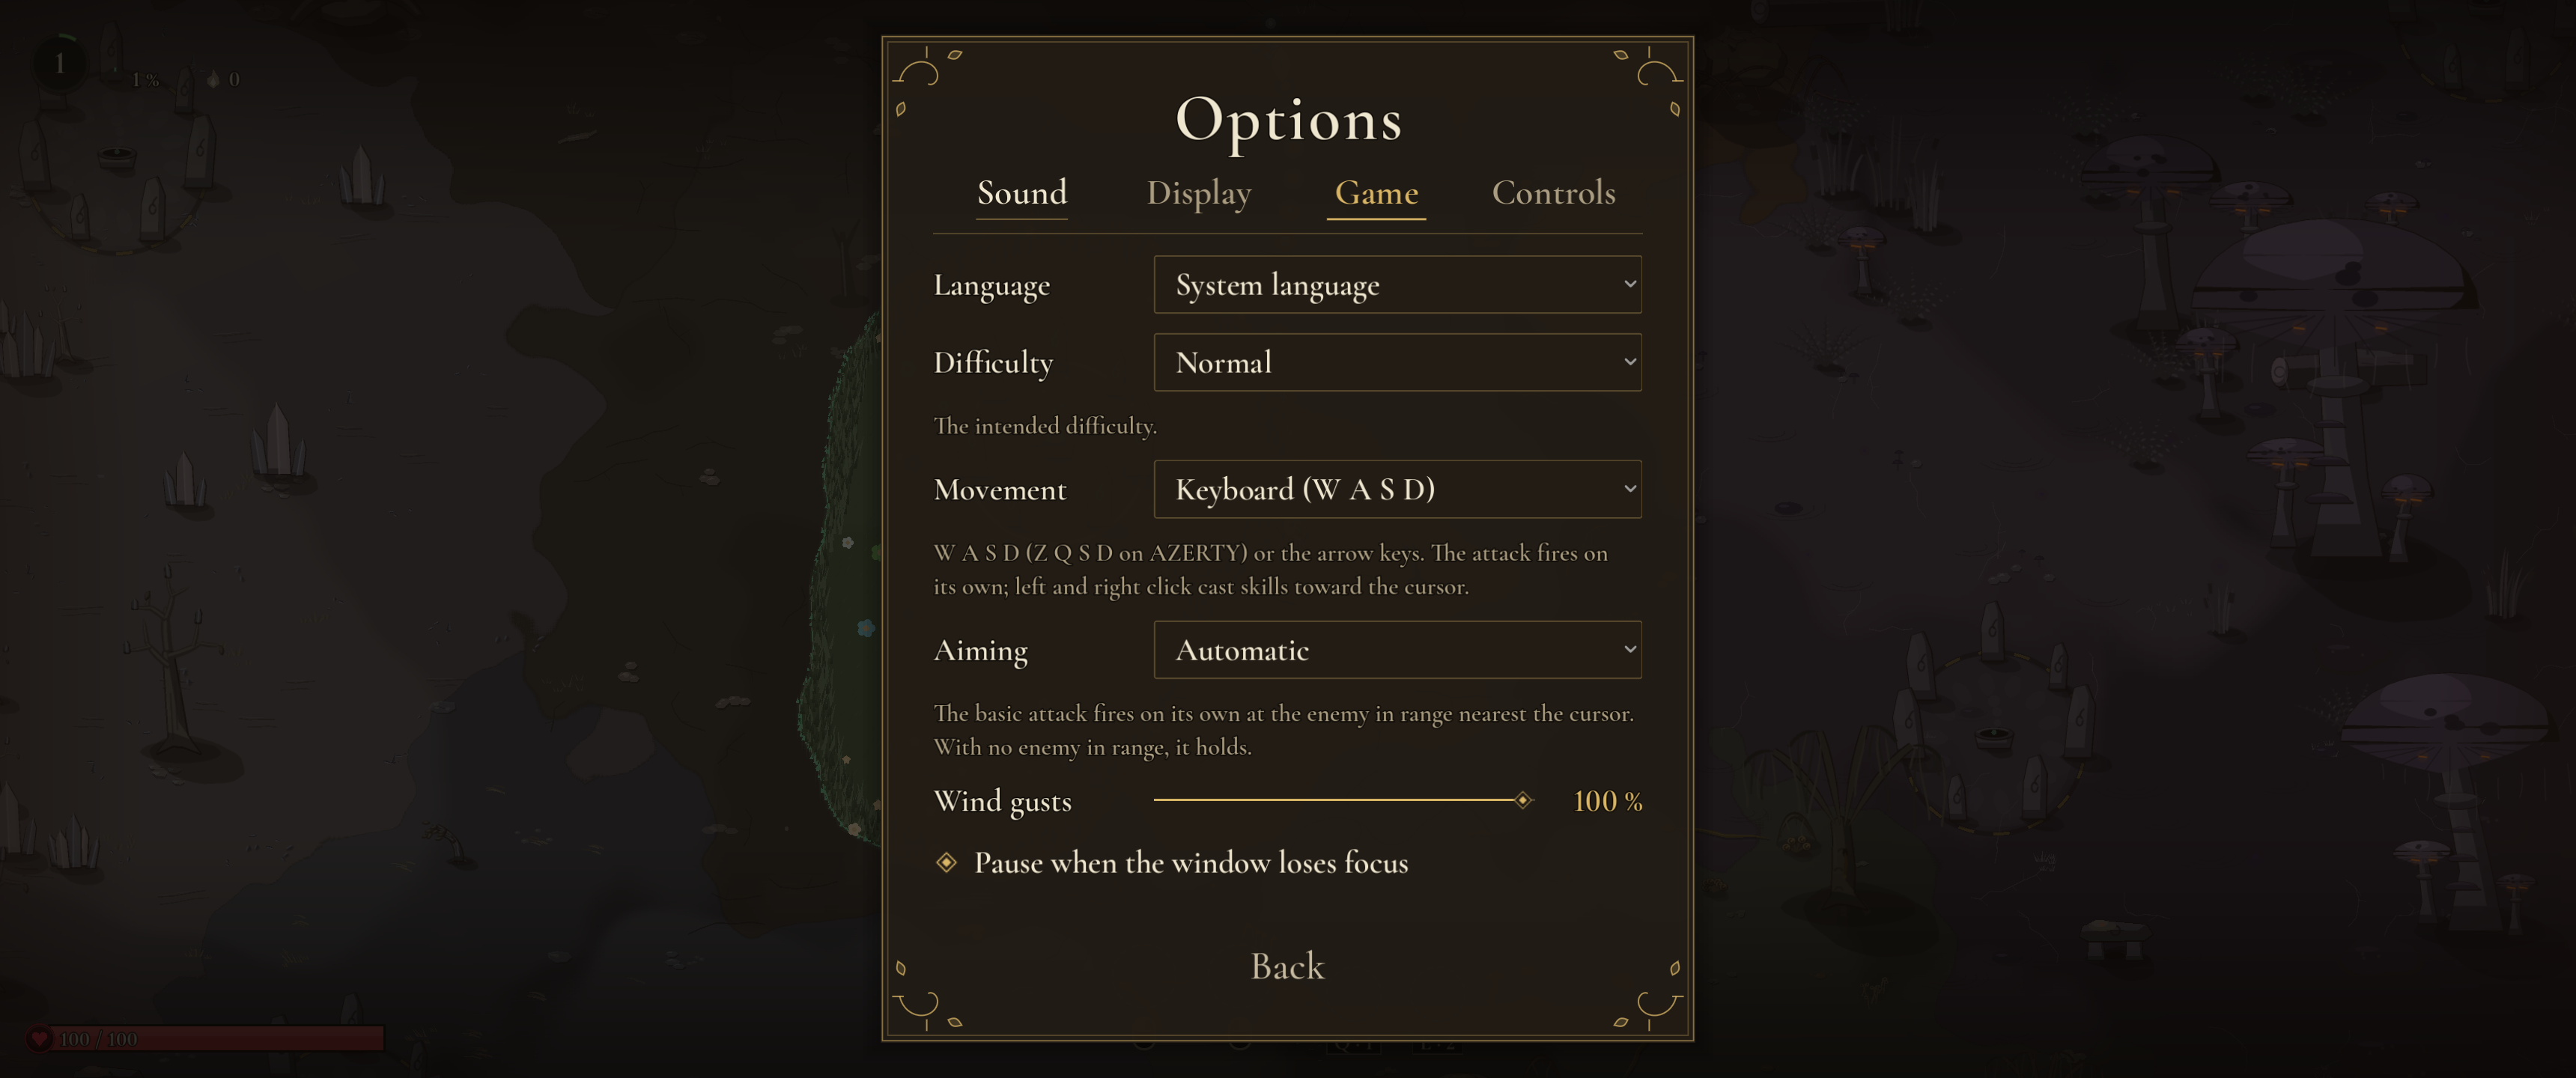 1
1 %
0
Options
Sound
Display
Game
Controls
Language
System language
Difficulty
Normal
The intended difficulty.
Movement
Keyboard (W A S D)
W A S D (Z Q S D on AZERTY) or the arrow keys. The attack fires on
its own; left and right click cast skills toward the cursor.
Aiming
Automatic
The basic attack fires on its own at the enemy in range nearest the cursor.
With no enemy in range, it holds.
Wind gusts
100 %
Pause when the window loses focus
Back
100 / 100